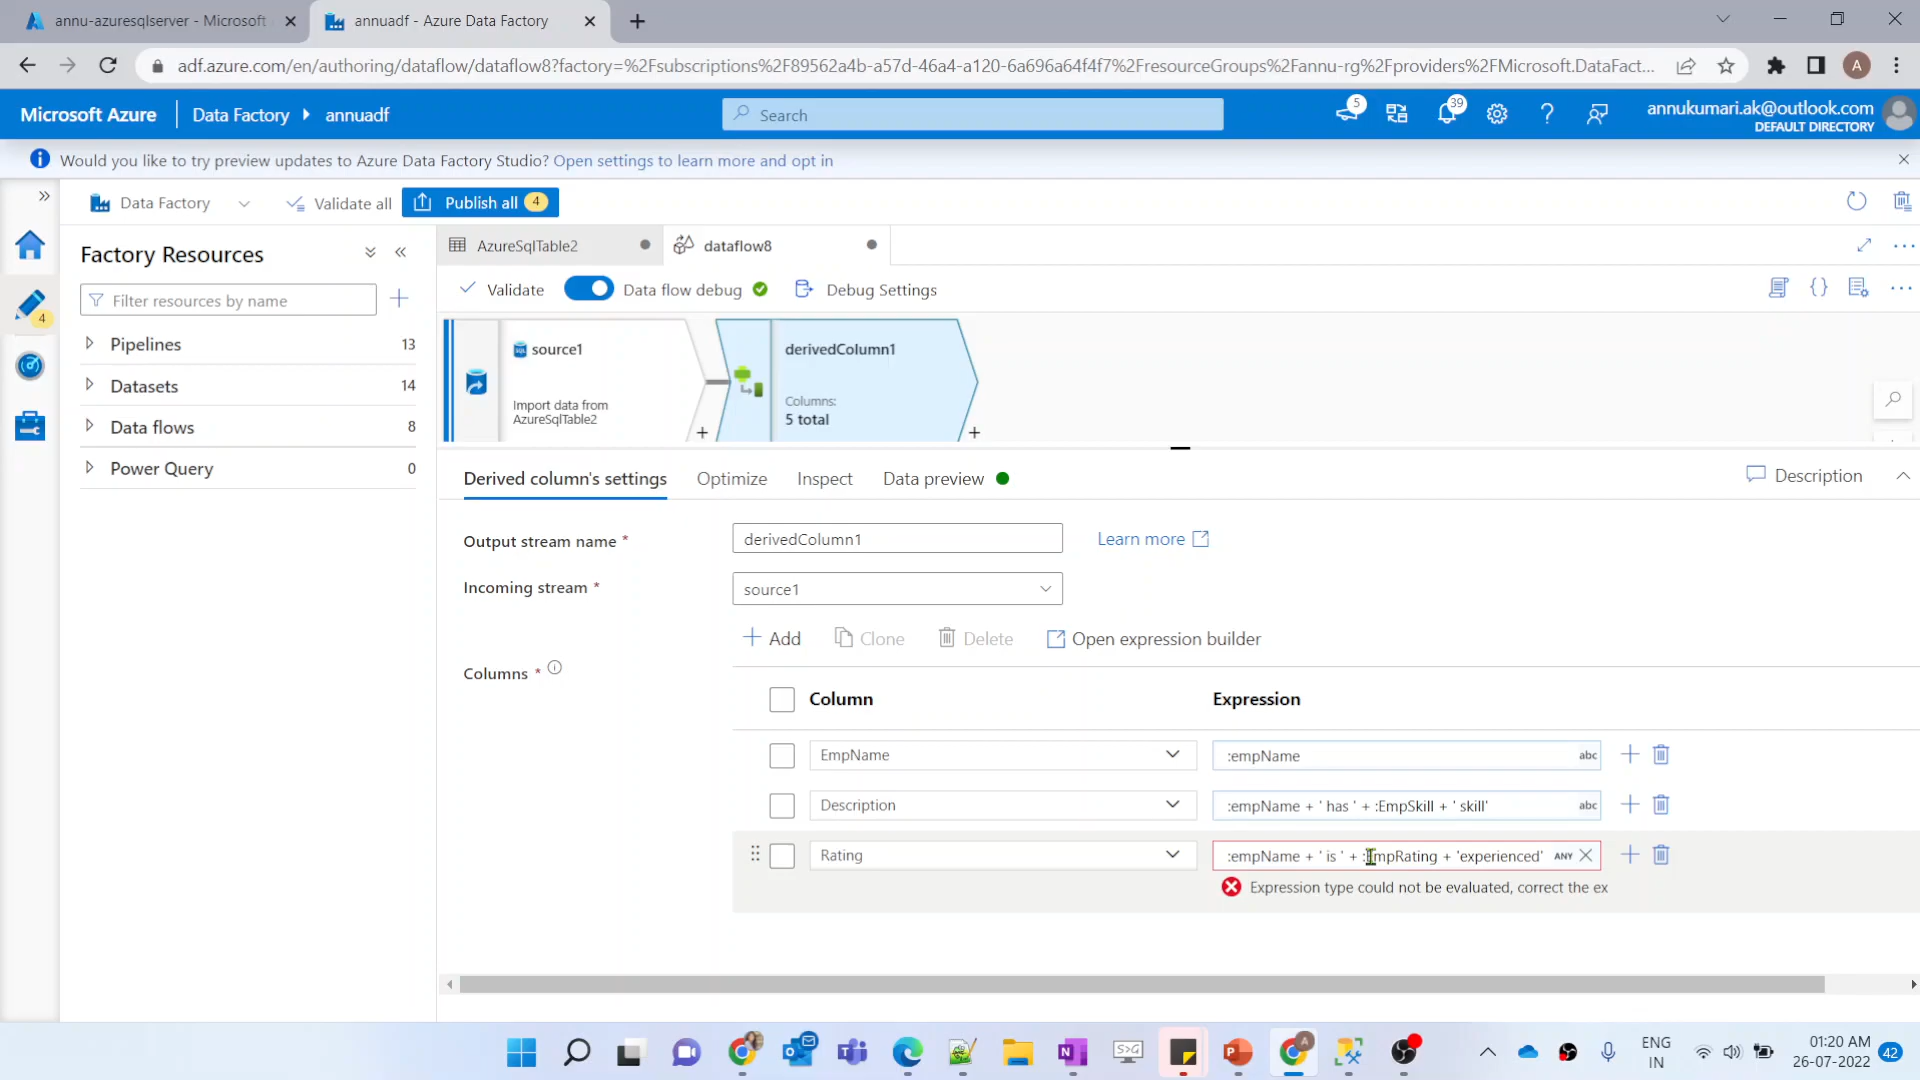 annu-azuresqlserver - Microsoft
annuadf - Azure Data Factory
adf.azure.com/en/authoring/dataflow/dataflow8?factory=%2Fsubscriptions%2F89562a4b-a57d-46a4-a120-6a696a64f4f7%2FresourceGroups%2Fannu-rg%2Fproviders%2FMicrosoft.DataFact...
A
Microsoft Azure
Data Factory
annuadf
Search
5
39
annukumari.ak@outlook.com
DEFAULT DIRECTORY
Would you like to try preview updates to Azure Data Factory Studio? Open settings to learn more and opt in
Data Factory
Validate all
Publish all 4
Factory Resources
AzureSqlTable2
dataflow8
Filter resources by name
Validate
Data flow debug
Debug Settings
4
Pipelines 13
Datasets 14
Data flows 8
Power Query 0
source1
Import data from
AzureSqlTable2
derivedColumn1
Columns:
5 total
Derived column's settings
Optimize
Inspect
Data preview
Description
Output stream name *
derivedColumn1
Learn more
Incoming stream *
source1
Add
Clone
Delete
Open expression builder
Columns *
Column
Expression
EmpName
:empName
abc
Description
:empName + ' has ' + :EmpSkill + ' skill'
abc
Rating
:empName + ' is ' + :EmpRating + 'experienced'
ANY
Expression type could not be evaluated, correct the ex
ENG
IN
01:20 AM
26-07-2022
42